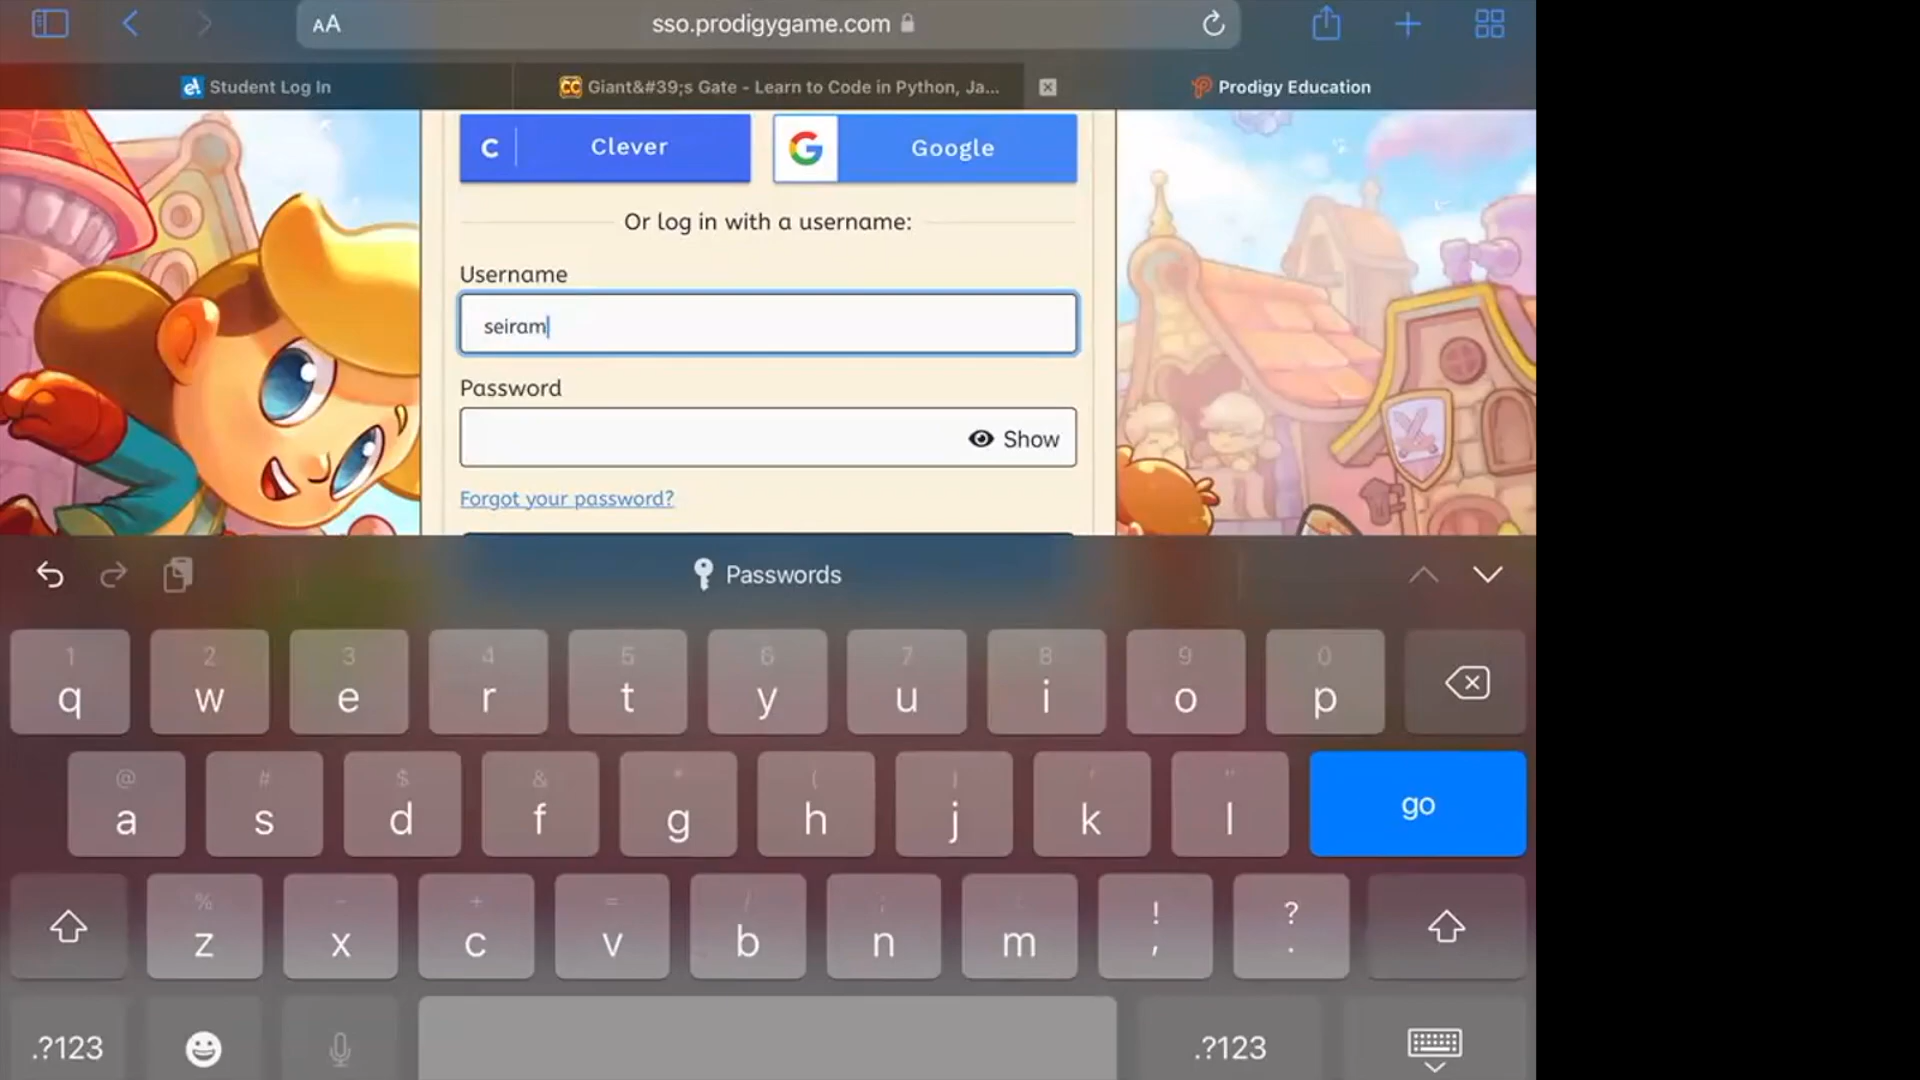 AA sso.prodigygame.com
Student Log In
CC Giant&#39;s Gate - Learn to Code in Python, Ja...
Prodigy Education
C Clever
G Google
Or log in with a username:
Username
seiram
Password
Show
Forgot your password?
Passwords
1 2 3 4 5 6 7 8 9 0
q w e r t y u i o p
@ # $ & * ( ) ' "
a s d f g h j k l go
% - + = / ; ! ?
z x c v b n m , .
.?123 .?123